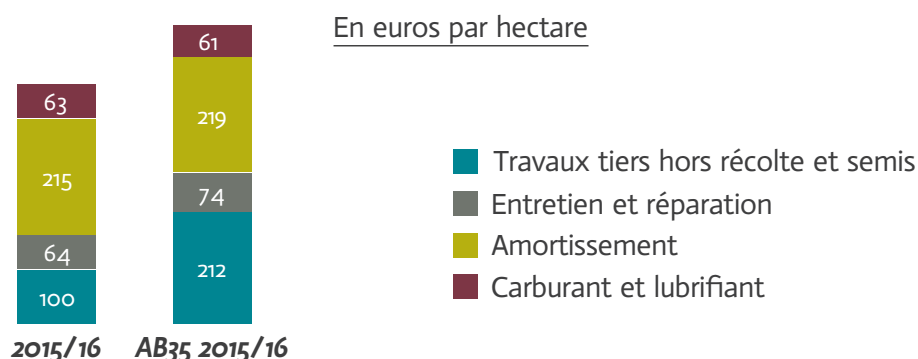 En euros par hectare
63
215
64
100
2015/16
61
219
74
212
AB35 2015/16
Travaux tiers hors récolte et semis
Entretien et réparation
Amortissement
Carburant et lubrifiant